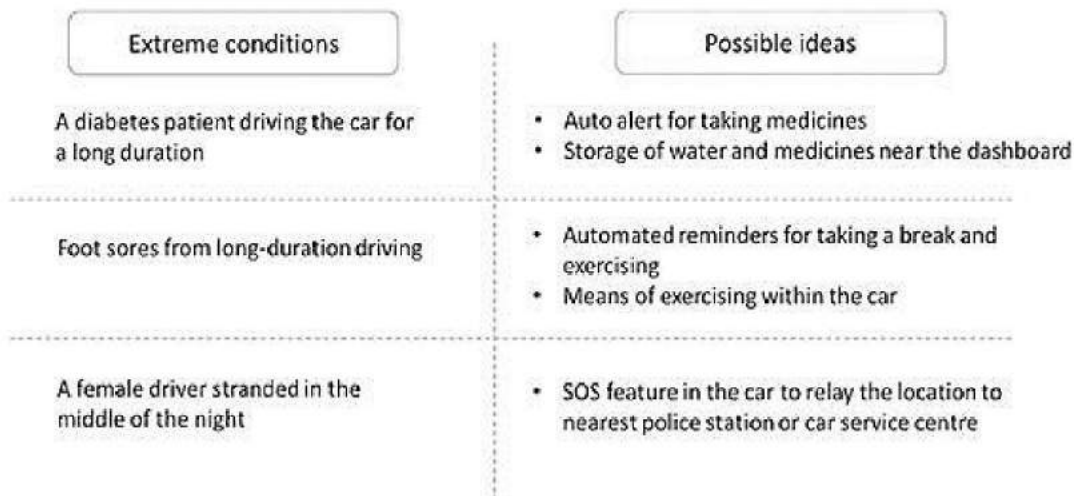 Extreme conditions
Possible ideas
A diabetes patient driving the car for
a long duration
• Auto alert for taking medicines
• Storage of water and medicines near the dashboard
Foot sores from long-duration driving
• Automated reminders for taking a break and
exercising
• Means of exercising within the car
A female driver stranded in the
middle of the night
• SOS feature in the car to relay the location to
nearest police station or car service centre